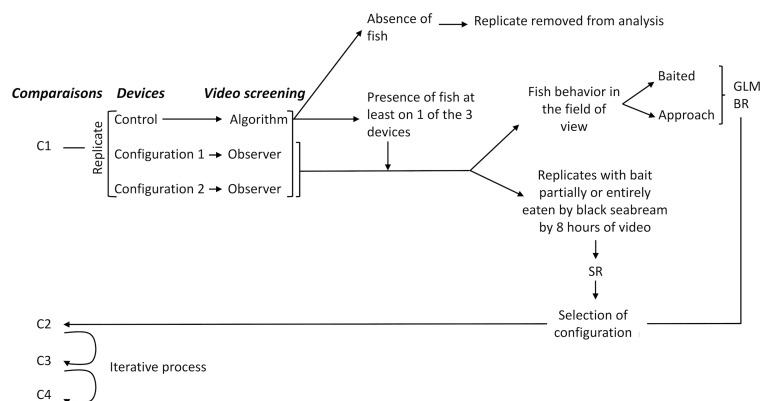 Absence of
fish
Replicate removed from analysis
Comparaisons
Devices
Video screening
C1
Replicate
Control
Algorithm
Configuration 1
Observer
Configuration 2
Observer
Presence of fish at
least on 1 of the 3
devices
Fish behavior in
the field of
view
Baited
Approach
GLM
BR
Replicates with bait
partially or entirely
eaten by black seabream
by 8 hours of video
SR
Selection of
configuration
C2
C3
C4
Iterative process